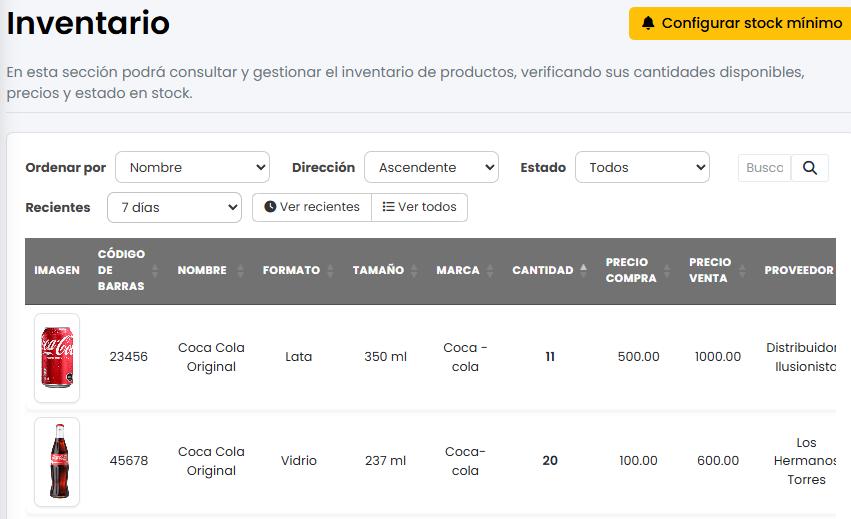 Inventario
Configurar stock mínimo
En esta sección podrá consultar y gestionar el inventario de productos, verificando sus cantidades disponibles,
precios y estado en stock.
Ordenar por Nombre Dirección Ascendente Estado Todos Busca
Recientes 7 días Ver recientes Ver todos
IMAGEN CÓDIGO DE BARRAS NOMBRE FORMATO TAMAÑO MARCA CANTIDAD PRECIO COMPRA PRECIO VENTA PROVEEDOR
23456 Coca Cola Original Lata 350 ml Coca - cola 11 500.00 1000.00 Distribuidor Ilusionista
45678 Coca Cola Original Vidrio 237 ml Coca- cola 20 100.00 600.00 Los Hermanos Torres